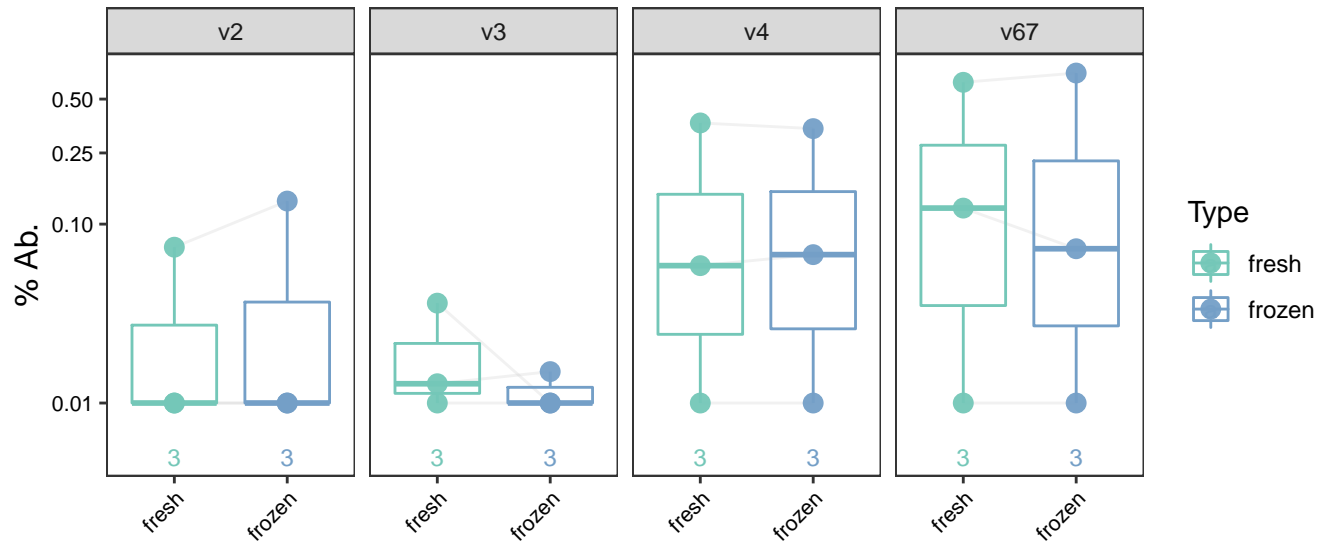 v2 v3 v4 v67
% Ab.
0.50
0.25
0.10
0.01
3 3 3 3 3 3 3 3
fresh frozen fresh frozen fresh frozen fresh frozen
Type
fresh
frozen